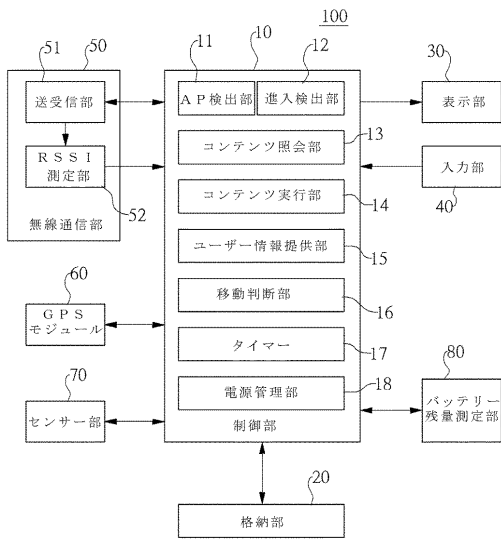 100
51
50
10
11
12
30
送受信部
AP検出部
進入検出部
表示部
13
コンテンツ照会部
RSSI
測定部
入力部
52
40
無線通信部
コンテンツ実行部
14
ユーザー情報提供部
15
60
GPS
モジュール
移動判断部
16
タイマー
17
70
80
センサー部
電源管理部
18
バッテリー
残量測定部
制御部
20
格納部